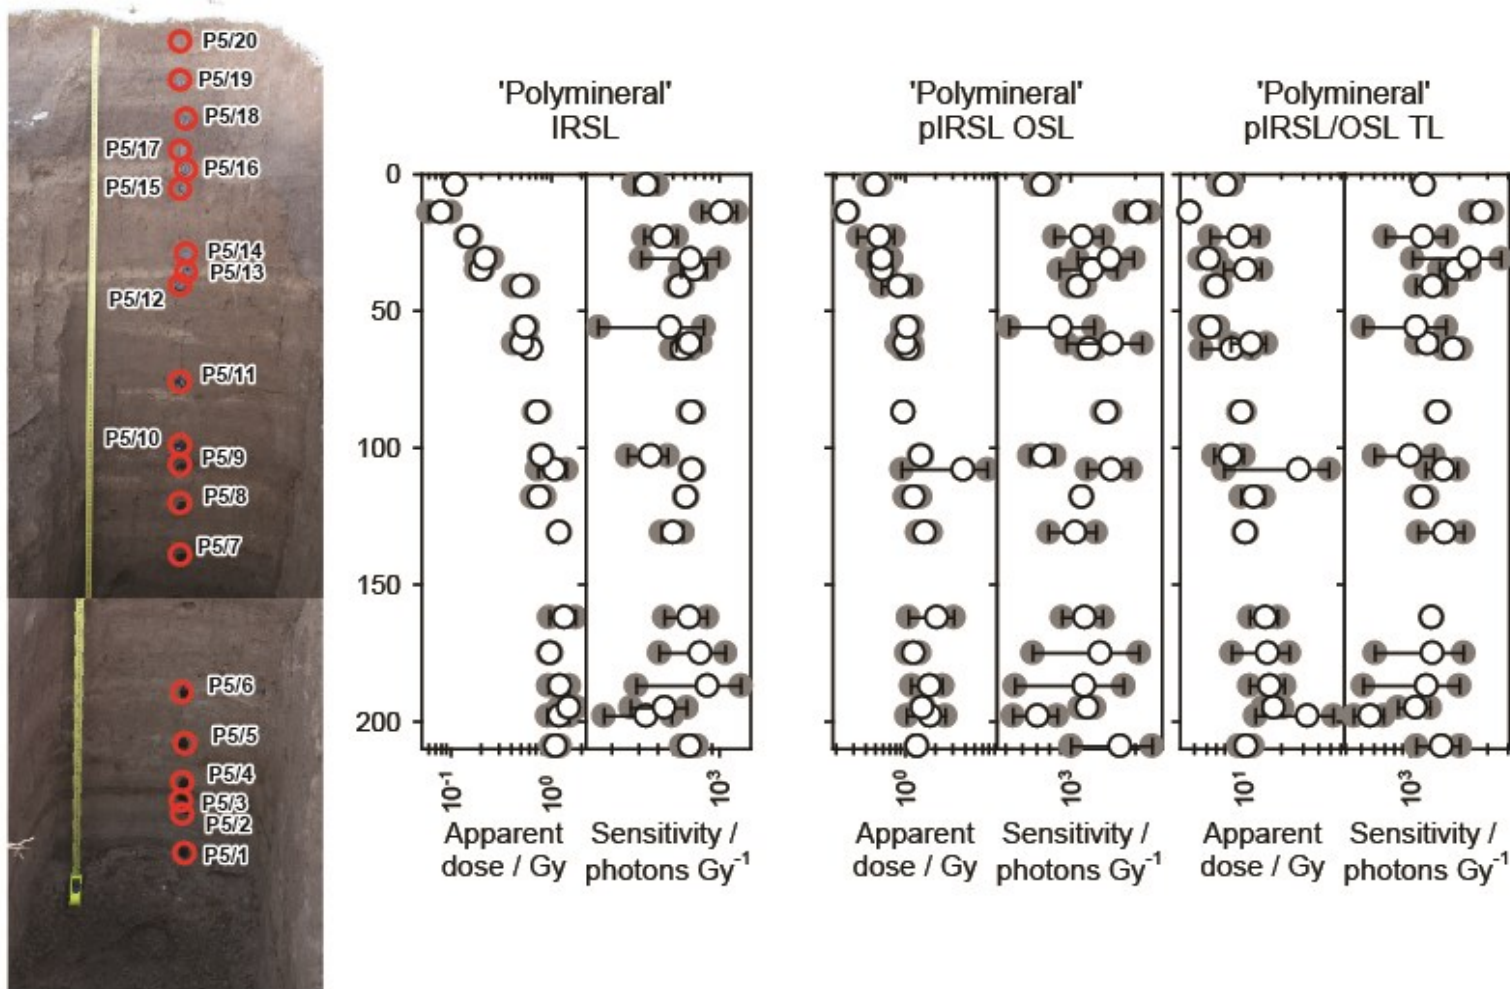 P5/20
P5/19
P5/18
P5/17
P5/16
P5/15
P5/14
P5/13
P5/12
P5/11
P5/10
P5/9
P5/8
P5/7
P5/6
P5/5
P5/4
P5/3
P5/2
P5/1
'Polymineral'
IRSL
'Polymineral'
pIRSL OSL
'Polymineral'
pIRSL/OSL TL
0
50
100
150
200
10⁻¹
10⁰
10³
10⁰
10³
10¹
10³
Apparent
dose / Gy
Sensitivity /
photons Gy⁻¹
Apparent
dose / Gy
Sensitivity /
photons Gy⁻¹
Apparent
dose / Gy
Sensitivity /
photons Gy⁻¹